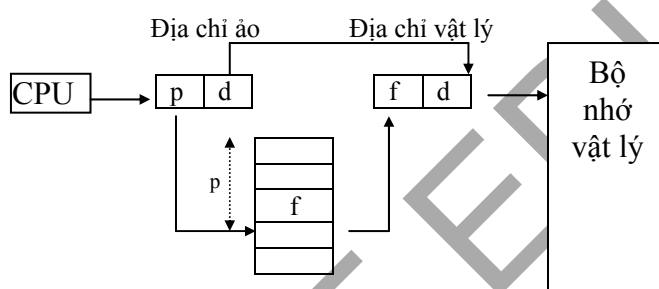 Địa chỉ ảo
Địa chỉ vật lý
CPU
p d
f d
Bộ
nhớ
vật lý
p
f